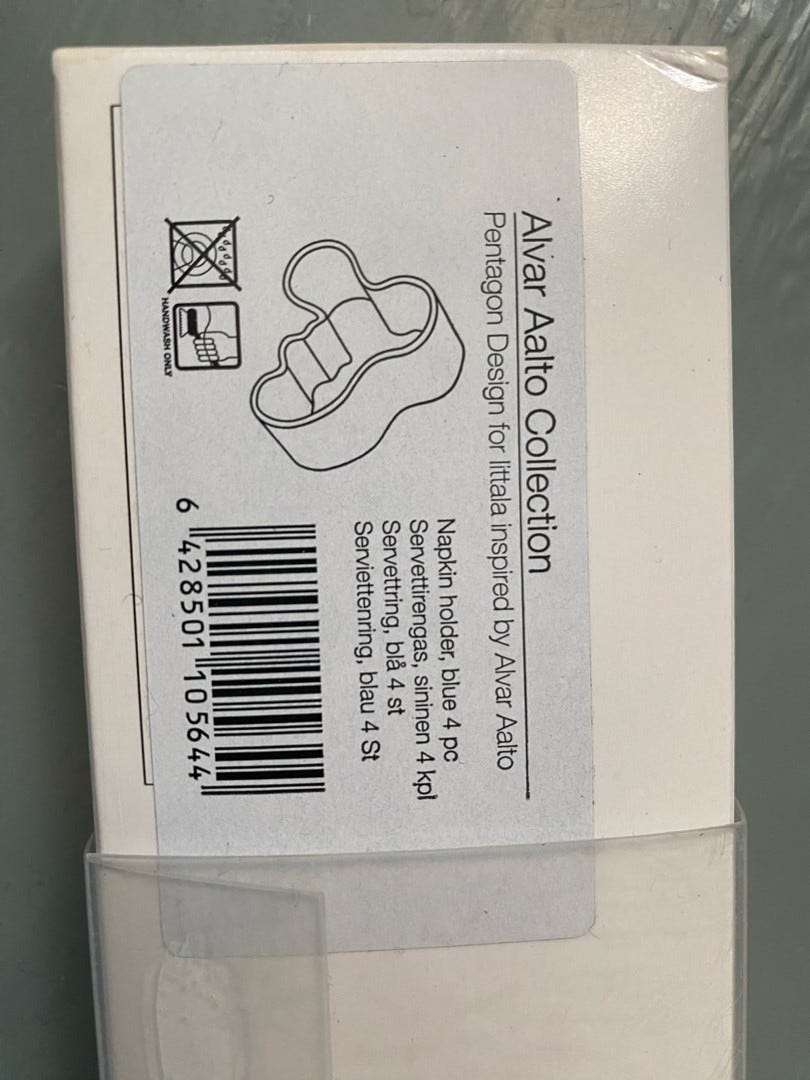 Alvar Aalto Collection
Pentagon Design for Iittala inspired by Alvar Aalto
Napkin holder, blue 4 pc
Servettirengas, sininen 4 kpl
Servettring, blå 4 st
Serviettenring, blau 4 St
HANDWASH ONLY
6 428501 105644